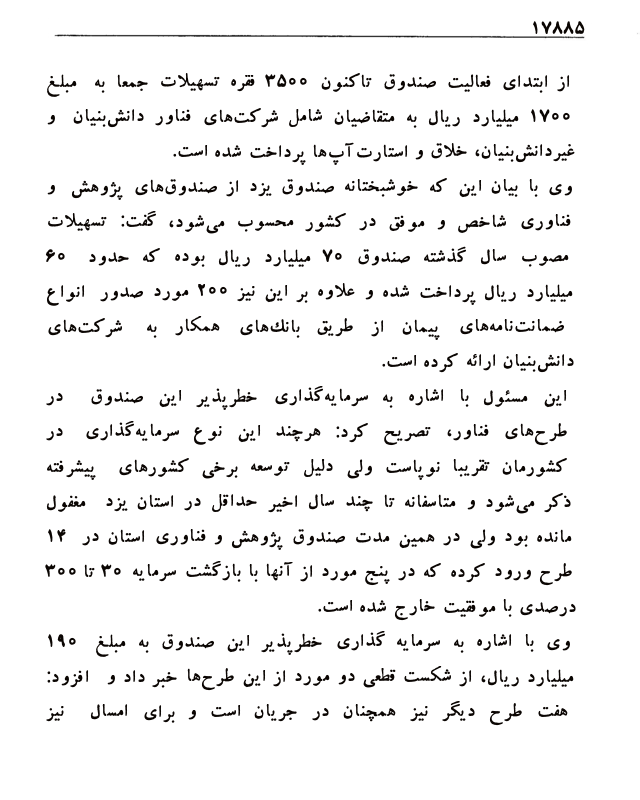 ۱۷۸۸۵
از ابتدای فعالیت صندوق تاکنون ۳۵۰۰ فقره تسهیلات جمعا به مبلغ
۱۷۰۰ میلیارد ریال به متقاضیان شامل شرکت‌های فناور دانش‌بنیان و
غیردانش‌بنیان، خلاق و استارت‌آپ‌ها پرداخت شده است.
وی با بیان این که خوشبختانه صندوق یزد از صندوق‌های پژوهش و
فناوری شاخص و موفق در کشور محسوب می‌شود، گفت: تسهیلات
مصوب سال گذشته صندوق ۷۰ میلیارد ریال بوده که حدود ۶۰
میلیارد ریال پرداخت شده و علاوه بر این نیز ۲۰۰ مورد صدور انواع
ضمانت‌نامه‌های پیمان از طریق بانك‌های همکار به شرکت‌های
دانش‌بنیان ارائه کرده است.
این مسئول با اشاره به سرمایه‌گذاری خطرپذیر این صندوق در
طرح‌های فناور، تصریح کرد: هرچند این نوع سرمایه‌گذاری در
کشورمان تقریبا نوپاست ولی دلیل توسعه برخی کشورهای پیشرفته
ذکر می‌شود و متاسفانه تا چند سال اخیر حداقل در استان یزد مغفول
مانده بود ولی در همین مدت صندوق پژوهش و فناوری استان در ۱۴
طرح ورود کرده که در پنج مورد از آنها با بازگشت سرمایه ۳۰ تا ۳۰۰
درصدی با موفقیت خارج شده است.
وی با اشاره به سرمایه گذاری خطرپذیر این صندوق به مبلغ ۱۹۰
میلیارد ریال، از شکست قطعی دو مورد از این طرح‌ها خبر داد و افزود:
هفت طرح دیگر نیز همچنان در جریان است و برای امسال نیز